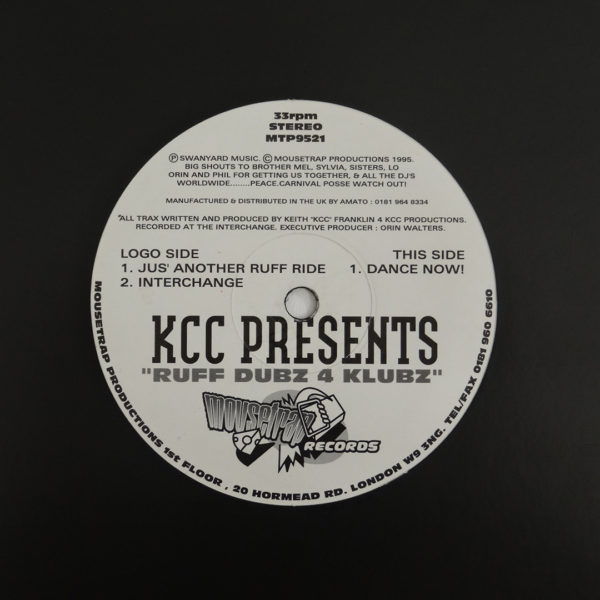 33rpm
STEREO
MTP9521
Ⓟ SWANYARD MUSIC. © MOUSETRAP PRODUCTIONS 1995.
BIG SHOUTS TO BROTHER MEL, SYLVIA, SISTERS, LO
ORIN AND PHIL FOR GETTING US TOGETHER, & ALL THE DJ'S
WORLDWIDE........PEACE.CARNIVAL POSSE WATCH OUT!
MANUFACTURED & DISTRIBUTED IN THE UK BY AMATO : 0181 964 8334
*ALL TRAX WRITTEN AND PRODUCED BY KEITH "KCC" FRANKLIN 4 KCC PRODUCTIONS.
RECORDED AT THE INTERCHANGE. EXECUTIVE PRODUCER : ORIN WALTERS.
LOGO SIDE
1. JUS' ANOTHER RUFF RIDE
2. INTERCHANGE
THIS SIDE
1. DANCE NOW!
KCC PRESENTS
"RUFF DUBZ 4 KLUBZ"
mousetrap
RECORDS
MOUSETRAP PRODUCTIONS 1st FLOOR , 20 HORMEAD RD. LONDON W9 3NG. TEL/FAX 0181 960 6610